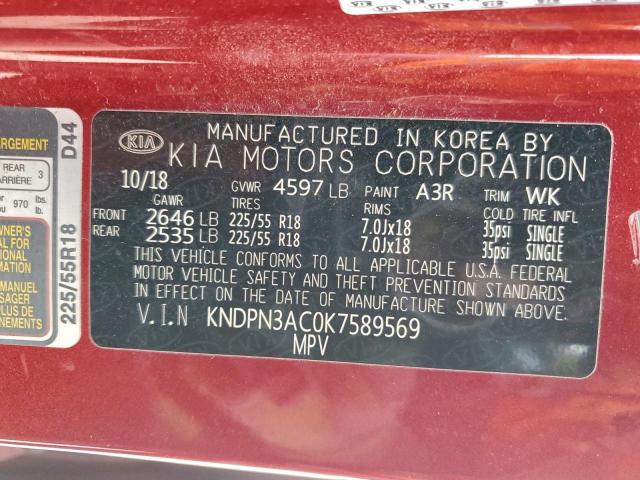 KIA
MANUFACTURED IN KOREA BY
KIA MOTORS CORPORATION
10/18 GVWR 4597 LB PAINT A3R TRIM WK
GAWR TIRES RIMS COLD TIRE INFL
FRONT 2646 LB 225/55 R18 7.0Jx18 35psi SINGLE
REAR 2535 LB 225/55 R18 7.0Jx18 35psi SINGLE
THIS VEHICLE CONFORMS TO ALL APPLICABLE U.S.A. FEDERAL
MOTOR VEHICLE SAFETY AND THEFT PREVENTION STANDARDS
IN EFFECT ON THE DATE OF MANUFACTURE SHOWN ABOVE.
V.I.N KNDPN3AC0K7589569
MPV
REAR 3
970 lbs.
225/55R18 D44